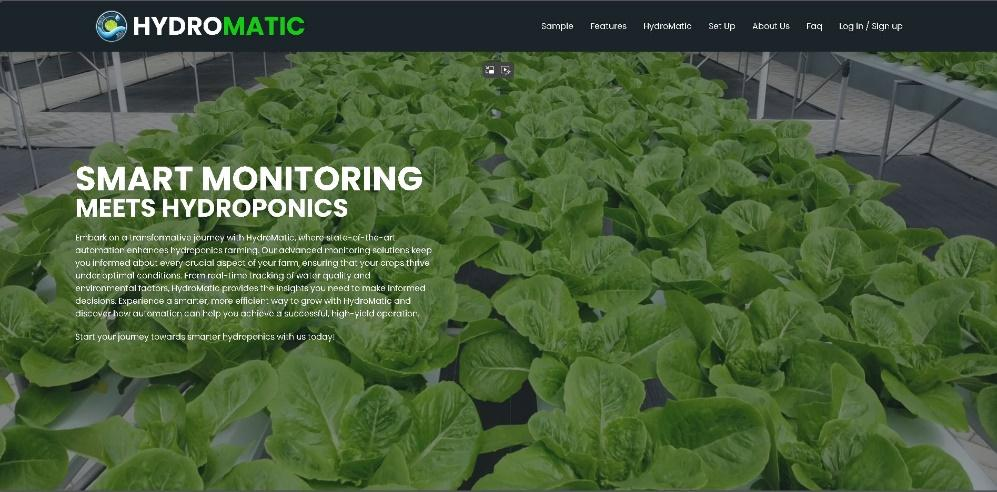 HYDROMATIC
Sample Features HydroMatic Set Up About Us Faq Log In / Sign up
SMART MONITORING
MEETS HYDROPONICS
Embark on a transformative journey with HydroMatic, where state-of-the-art
automation enhances hydroponics farming. Our advanced monitoring solutions keep
you informed about every crucial aspect of your farm, ensuring that your crops thrive
under optimal conditions. From real-time tracking of water quality and
environmental factors, HydroMatic provides the insights you need to make informed
decisions. Experience a smarter, more efficient way to grow with HydroMatic and
discover how automation can help you achieve a successful, high-yield operation.
Start your journey towards smarter hydroponics with us today!